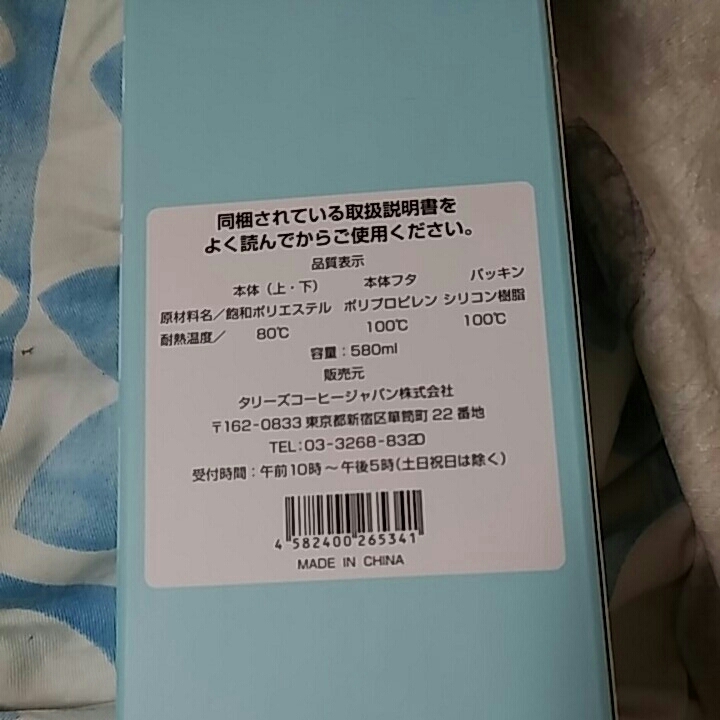 同梱されている取扱説明書を
よく読んでからご使用ください。
品質表示
本体（上・下） 本体フタ パッキン
原材料名／飽和ポリエステル ポリプロピレン シリコン樹脂
耐熱温度／ 80℃ 100℃ 100℃
容量：580ml
販売元
タリーズコーヒージャパン株式会社
〒162-0833 東京都新宿区箪笥町 22 番地
TEL:03-3268-8320
受付時間：午前10時～午後5時（土日祝日は除く）
4 582400 265341
MADE IN CHINA